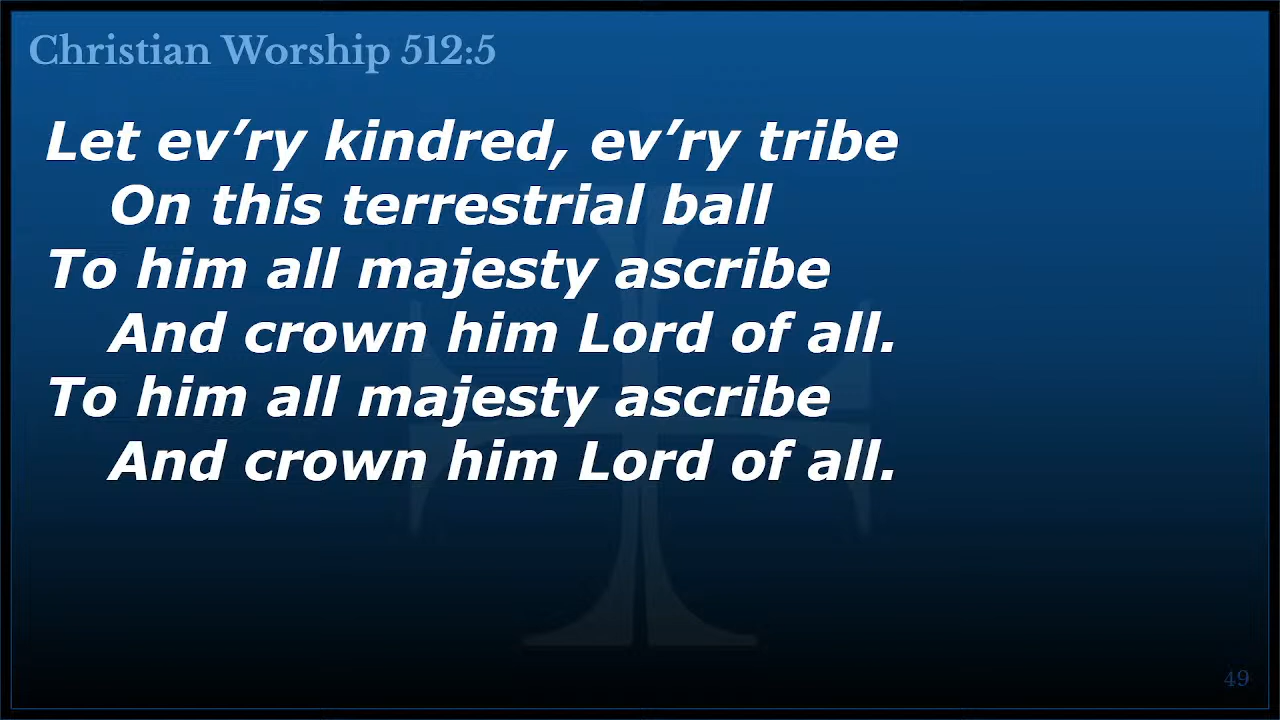 Christian Worship 512:5
Let ev’ry kindred, ev’ry tribe
On this terrestrial ball
To him all majesty ascribe
And crown him Lord of all.
To him all majesty ascribe
And crown him Lord of all.
49